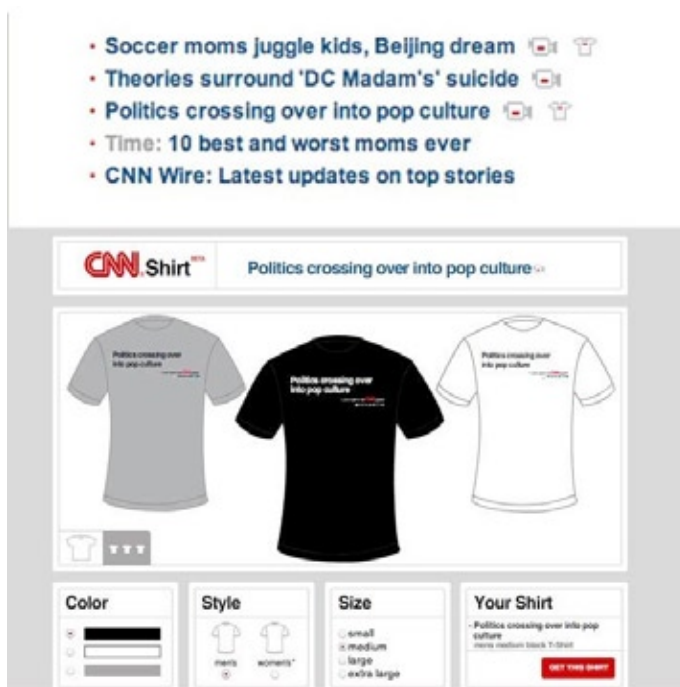 · Soccer moms juggle kids, Beijing dream
· Theories surround 'DC Madam's' suicide
· Politics crossing over into pop culture
· Time: 10 best and worst moms ever
· CNN Wire: Latest updates on top stories
CNN.Shirt BETA
Politics crossing over into pop culture
Politics crossing over
into pop culture
Politics crossing over
into pop culture
CNN
Politics crossing over
into pop culture
Color
Style
men's
women's*
Size
small
medium
large
extra large
Your Shirt
- Politics crossing over into pop
culture
mens medium black T-Shirt
GET THIS SHIRT